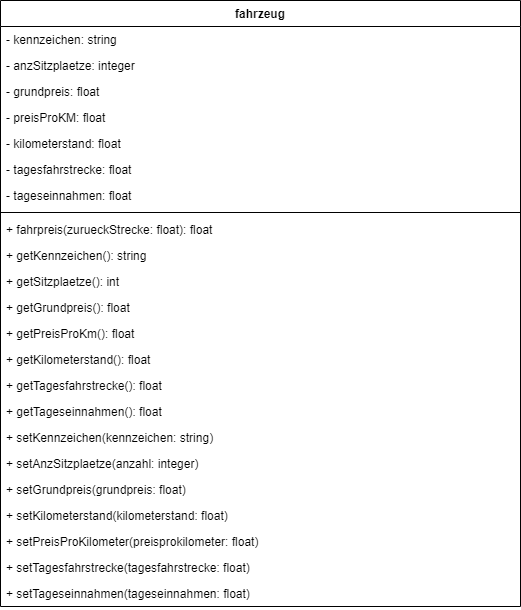 fahrzeug
- kennzeichen: string
- anzSitzplaetze: integer
- grundpreis: float
- preisProKM: float
- kilometerstand: float
- tagesfahrstrecke: float
- tageseinnahmen: float
+ fahrpreis(zurueckStrecke: float): float
+ getKennzeichen(): string
+ getSitzplaetze(): int
+ getGrundpreis(): float
+ getPreisProKm(): float
+ getKilometerstand(): float
+ getTagesfahrstrecke(): float
+ getTageseinnahmen(): float
+ setKennzeichen(kennzeichen: string)
+ setAnzSitzplaetze(anzahl: integer)
+ setGrundpreis(grundpreis: float)
+ setKilometerstand(kilometerstand: float)
+ setPreisProKilometer(preisprokilometer: float)
+ setTagesfahrstrecke(tagesfahrstrecke: float)
+ setTageseinnahmen(tageseinnahmen: float)